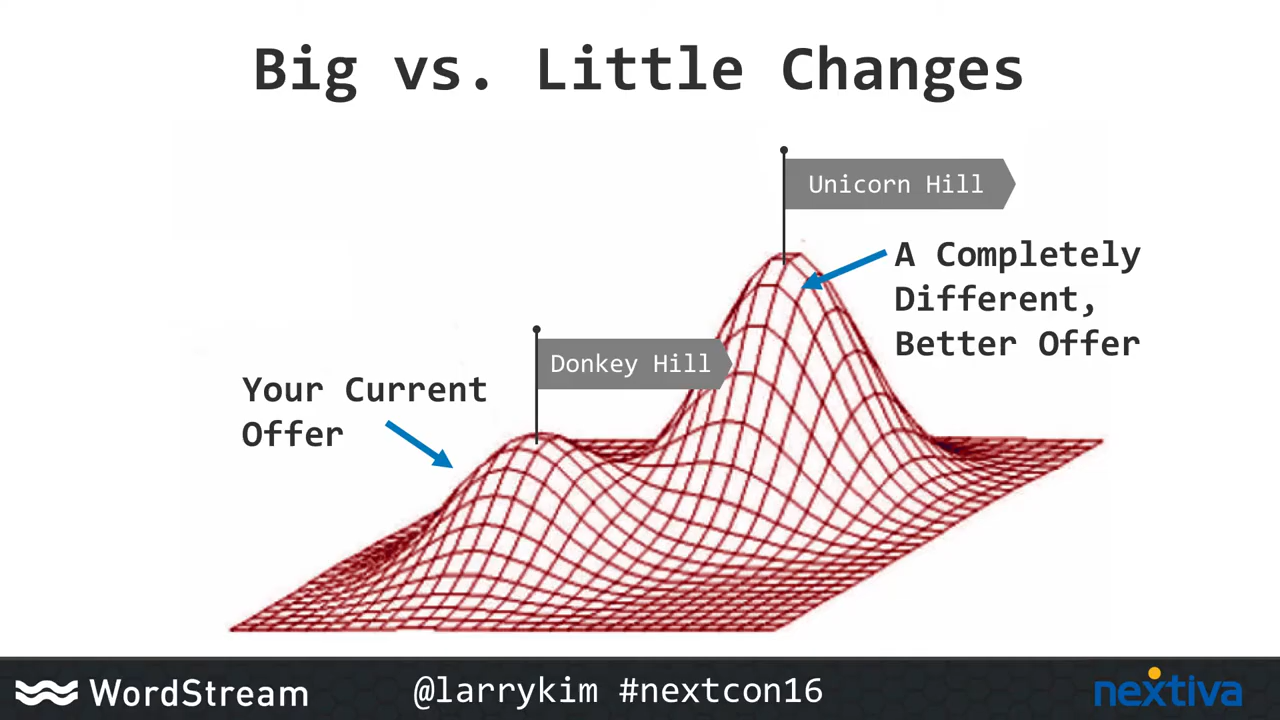 Big vs. Little Changes
Unicorn Hill
A Completely
Different,
Better Offer
Donkey Hill
Your Current
Offer
WordStream
@larrykim #nextcon16
nextiva